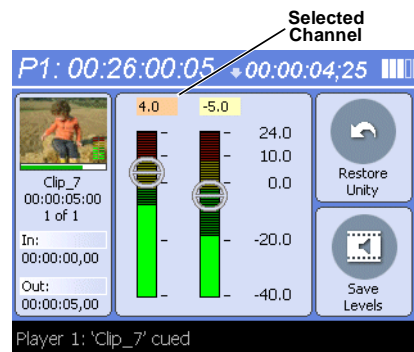 Selected
Channel
P1: 00:26:00:05 00:00:04;25
4.0 -5.0
24.0
10.0
0.0
-20.0
-40.0
Clip_7
00:00:05:00
1 of 1
In:
00:00:00,00
Out:
00:00:05,00
Restore
Unity
Save
Levels
Player 1: 'Clip_7' cued